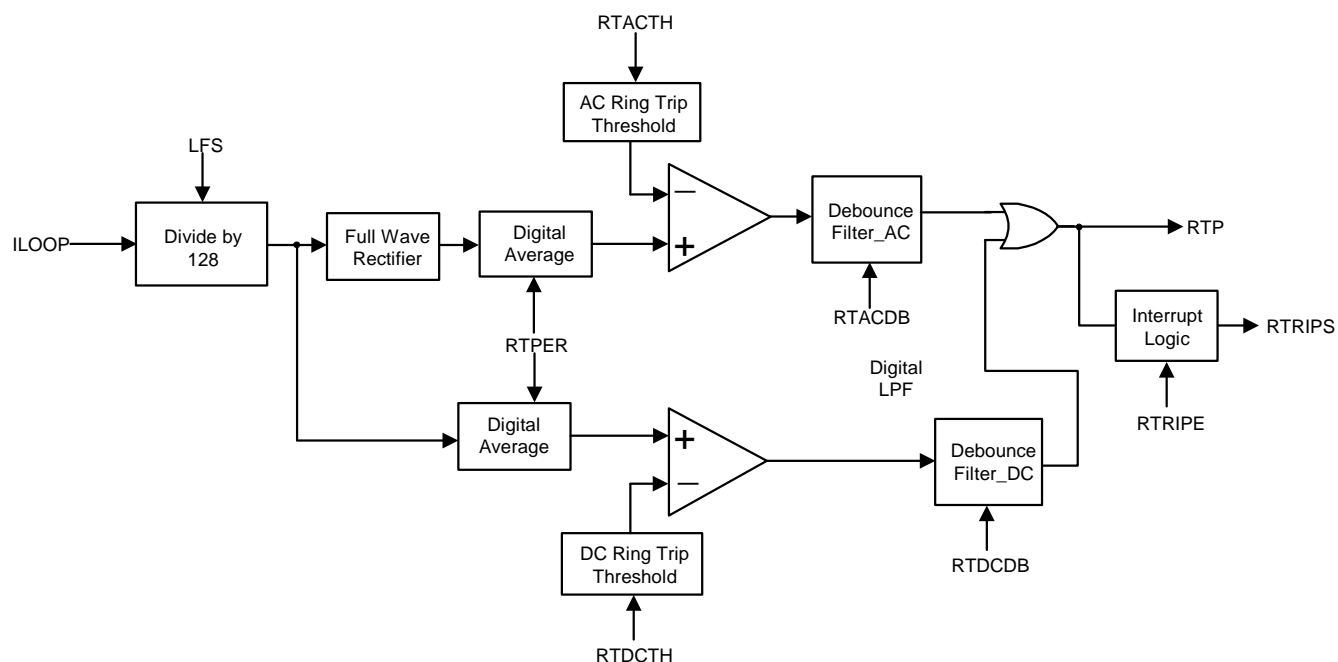 RTACTH
AC Ring Trip
Threshold
LFS
ILOOP
Divide by
128
Full Wave
Rectifier
Digital
Average
−
+
Debounce
Filter_AC
RTP
RTACDB
Interrupt
Logic
RTRIPS
RTPER
Digital
LPF
RTRIPE
Digital
Average
+
−
Debounce
Filter_DC
DC Ring Trip
Threshold
RTDCDB
RTDCTH